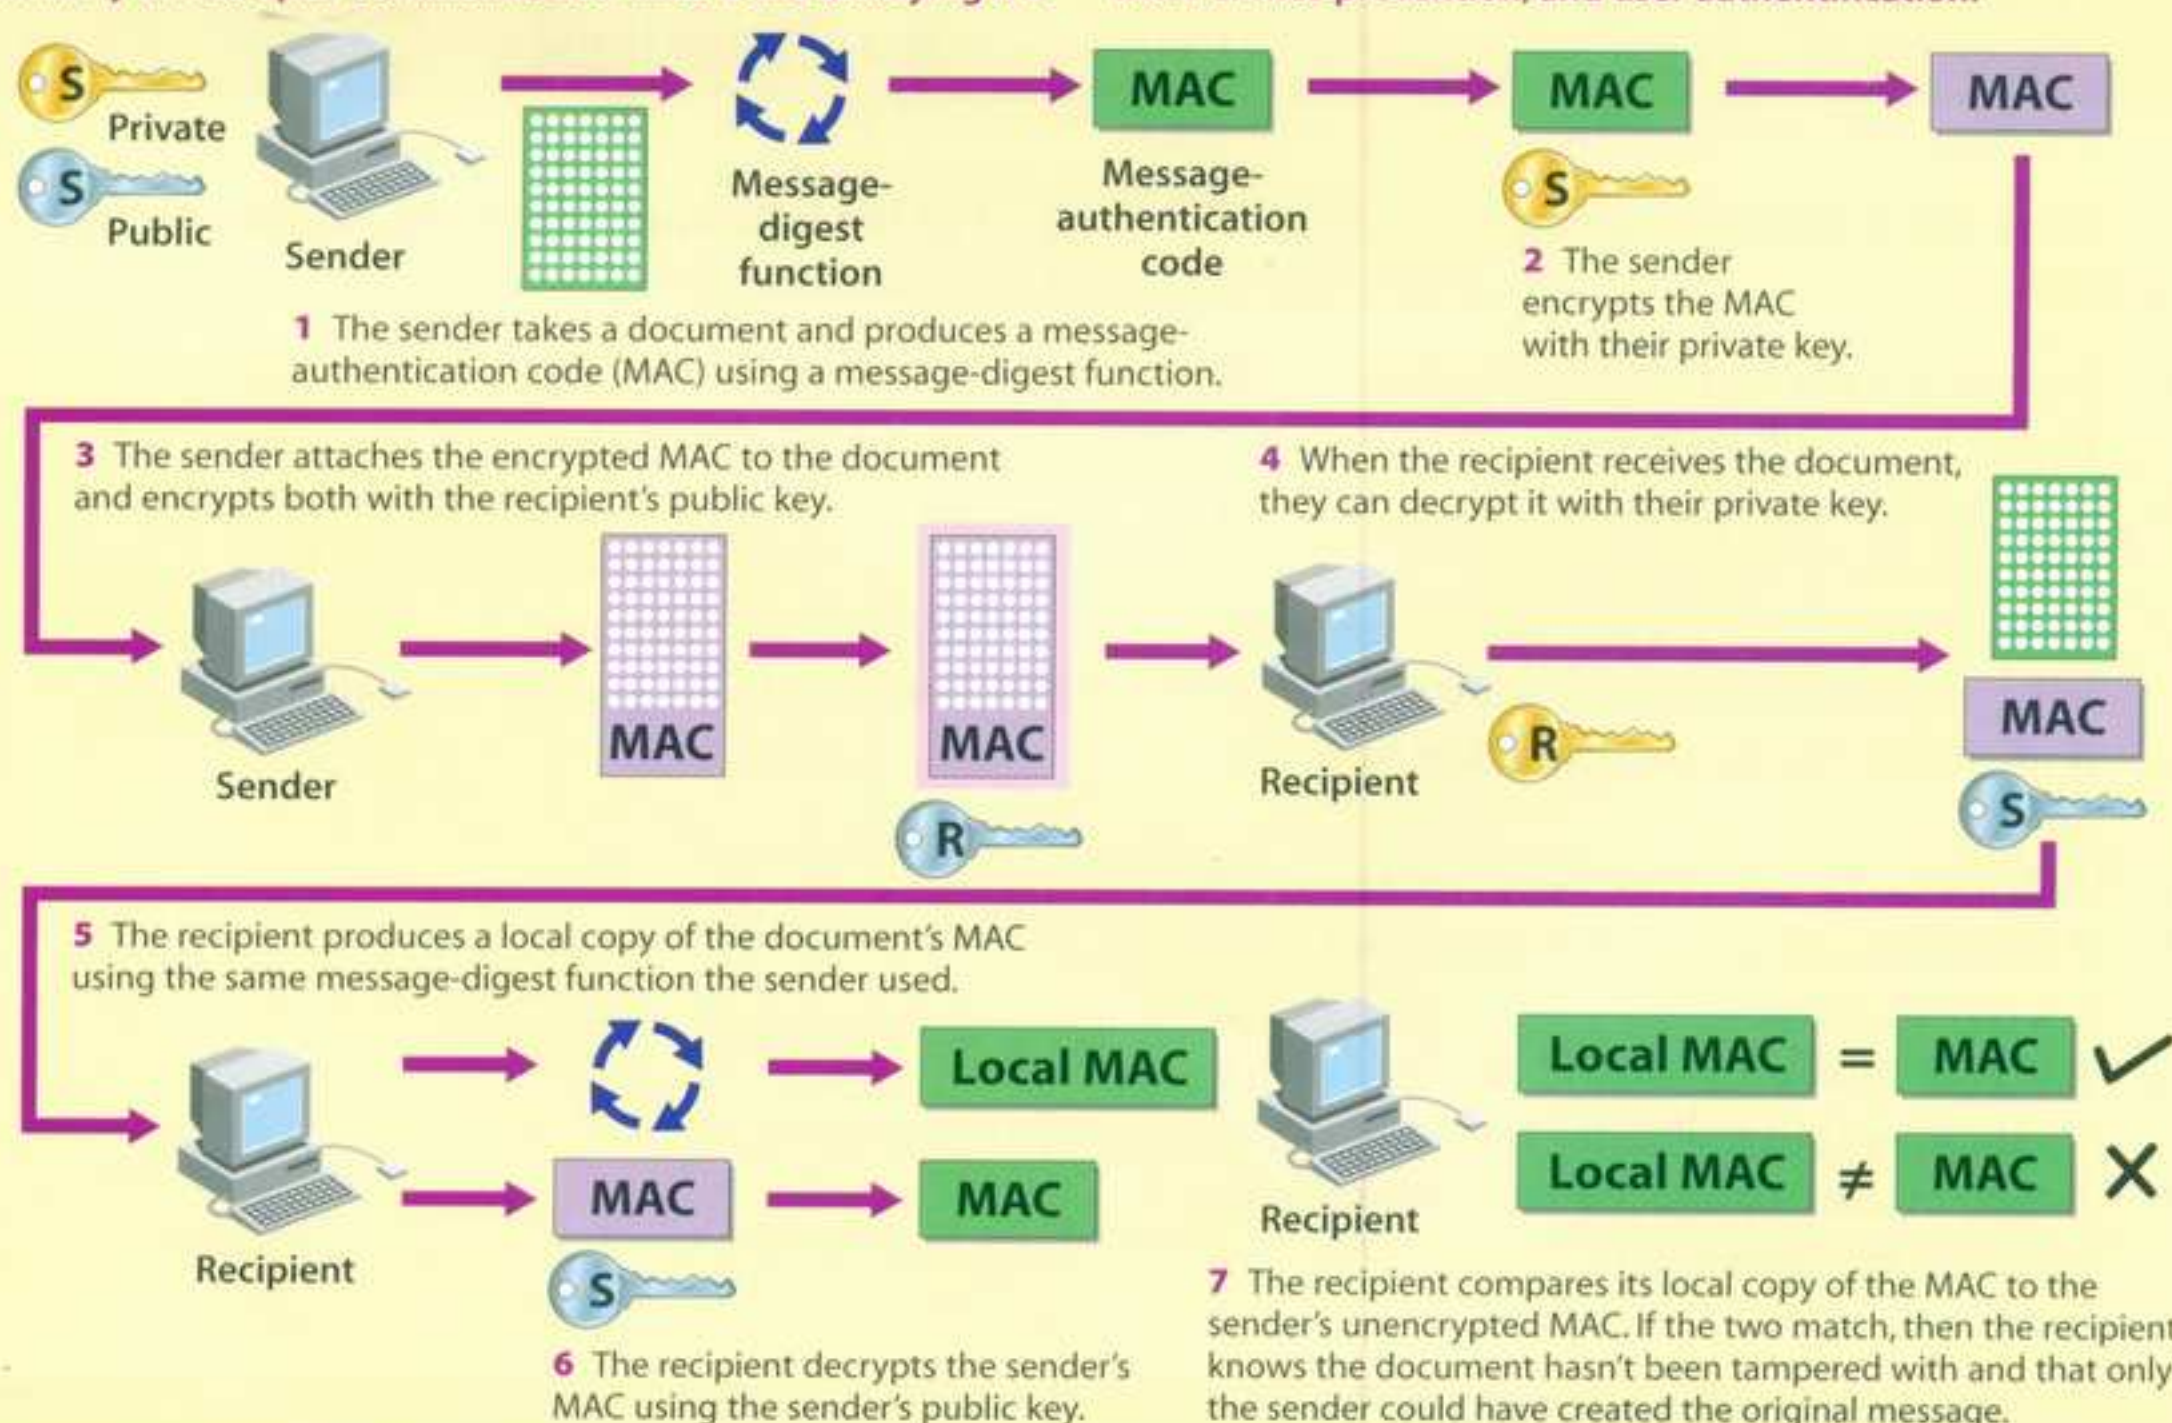 S
Private
S
Public
Sender
Message-
digest
function
MAC
Message-
authentication
code
MAC
S
MAC
1 The sender takes a document and produces a message-
authentication code (MAC) using a message-digest function.
2 The sender
encrypts the MAC
with their private key.
3 The sender attaches the encrypted MAC to the document
and encrypts both with the recipient's public key.
4 When the recipient receives the document,
they can decrypt it with their private key.
Sender
MAC
MAC
R
Recipient
R
MAC
S
5 The recipient produces a local copy of the document's MAC
using the same message-digest function the sender used.
Recipient
Local MAC
MAC
S
MAC
6 The recipient decrypts the sender's
MAC using the sender's public key.
Recipient
Local MAC = MAC
Local MAC ≠ MAC
7 The recipient compares its local copy of the MAC to the
sender's unencrypted MAC. If the two match, then the recipient
knows the document hasn't been tampered with and that only
the sender could have created the original message.